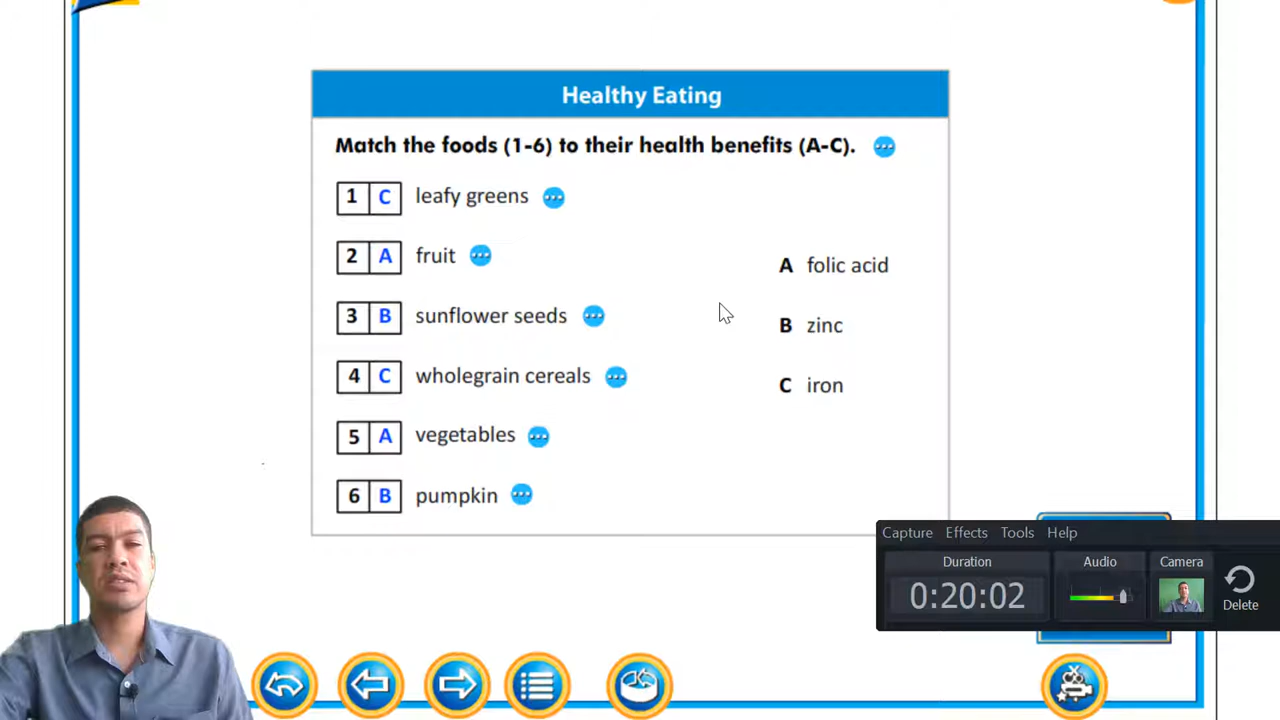 Healthy Eating
Match the foods (1-6) to their health benefits (A-C).
1 C leafy greens
2 A fruit
3 B sunflower seeds
4 C wholegrain cereals
5 A vegetables
6 B pumpkin
A folic acid
B zinc
C iron
Capture Effects Tools Help
Duration Audio Camera
0:20:02
Delete